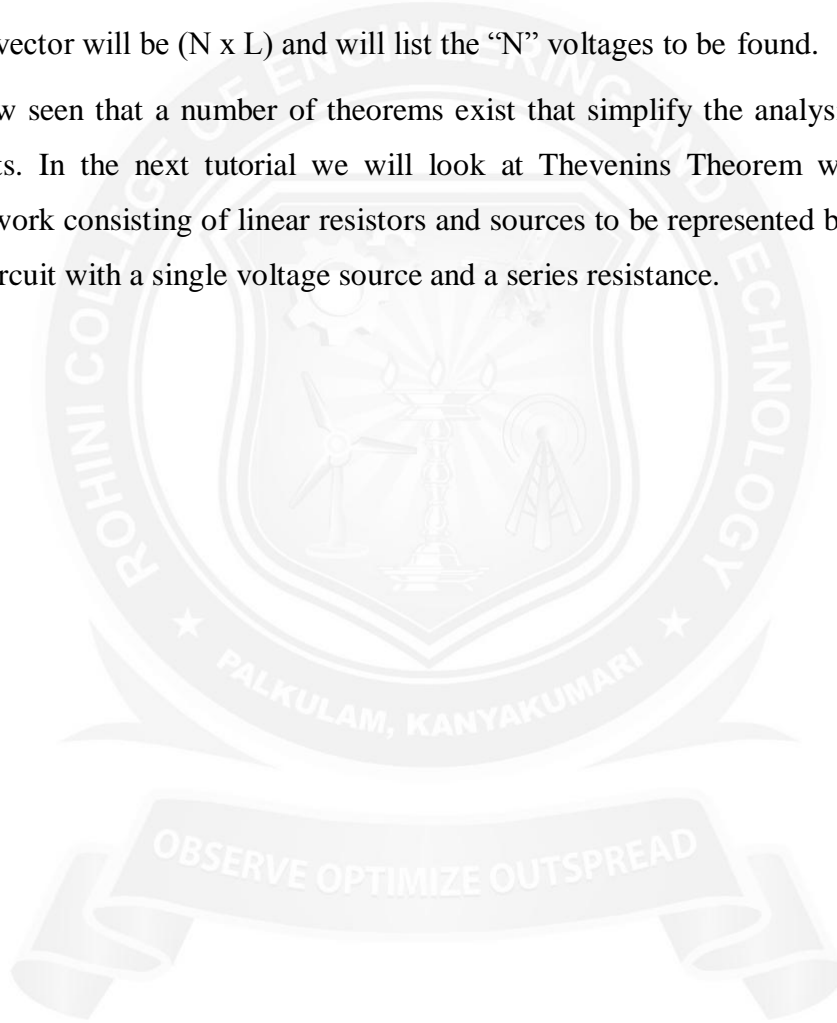 vector will be (N x L) and will list the “N” voltages to be found.
w seen that a number of theorems exist that simplify the analys
ts. In the next tutorial we will look at Thevenins Theorem w
work consisting of linear resistors and sources to be represented b
rcuit with a single voltage source and a series resistance.
ROHINI COLLEGE OF ENGINEERING AND TECHNOLOGY
PALKULAM, KANYAKUMARI
OBSERVE OPTIMIZE OUTSPREAD